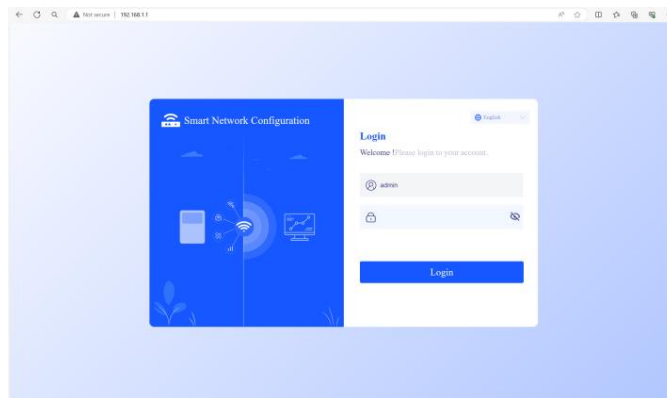 Not secure | 192.168.1.1
Smart Network Configuration
English
Login
Welcome !Please login to your account.
admin
Login